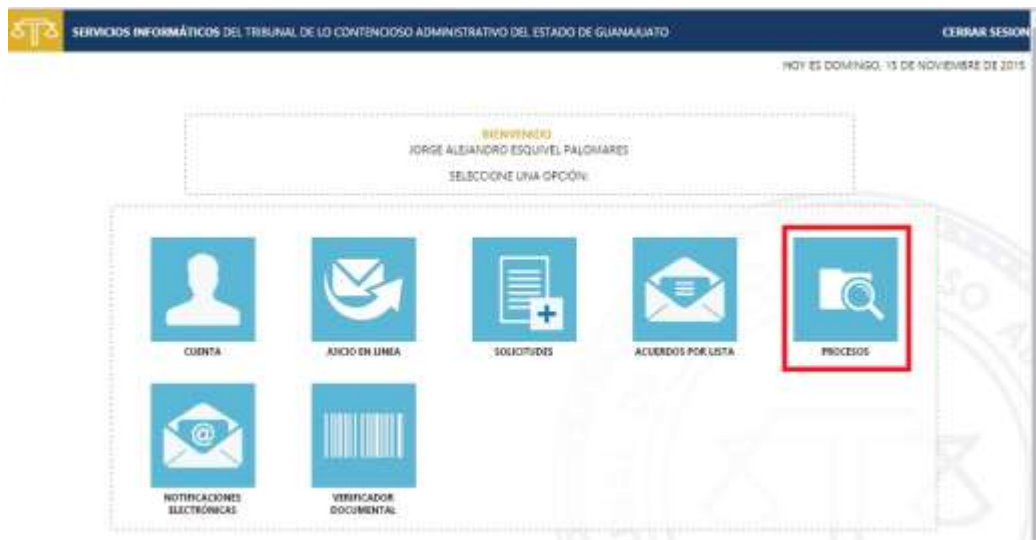 SERVICIOS INFORMÁTICOS DEL TRIBUNAL DE LO CONTENCIOSO ADMINISTRATIVO DEL ESTADO DE GUANAJUATO
CERRAR SESION
HOY ES DOMINGO, 15 DE NOVIEMBRE DE 2015
BIENVENIDO
JORGE ALEJANDRO ESQUIVEL PALOMARES
SELECCIONE UNA OPCIÓN:
CUENTA
JUICIO EN LINEA
SOLICITUDES
ACUERDOS POR LISTA
PROCESOS
NOTIFICACIONES
ELECTRÓNICAS
VERIFICADOR
DOCUMENTAL